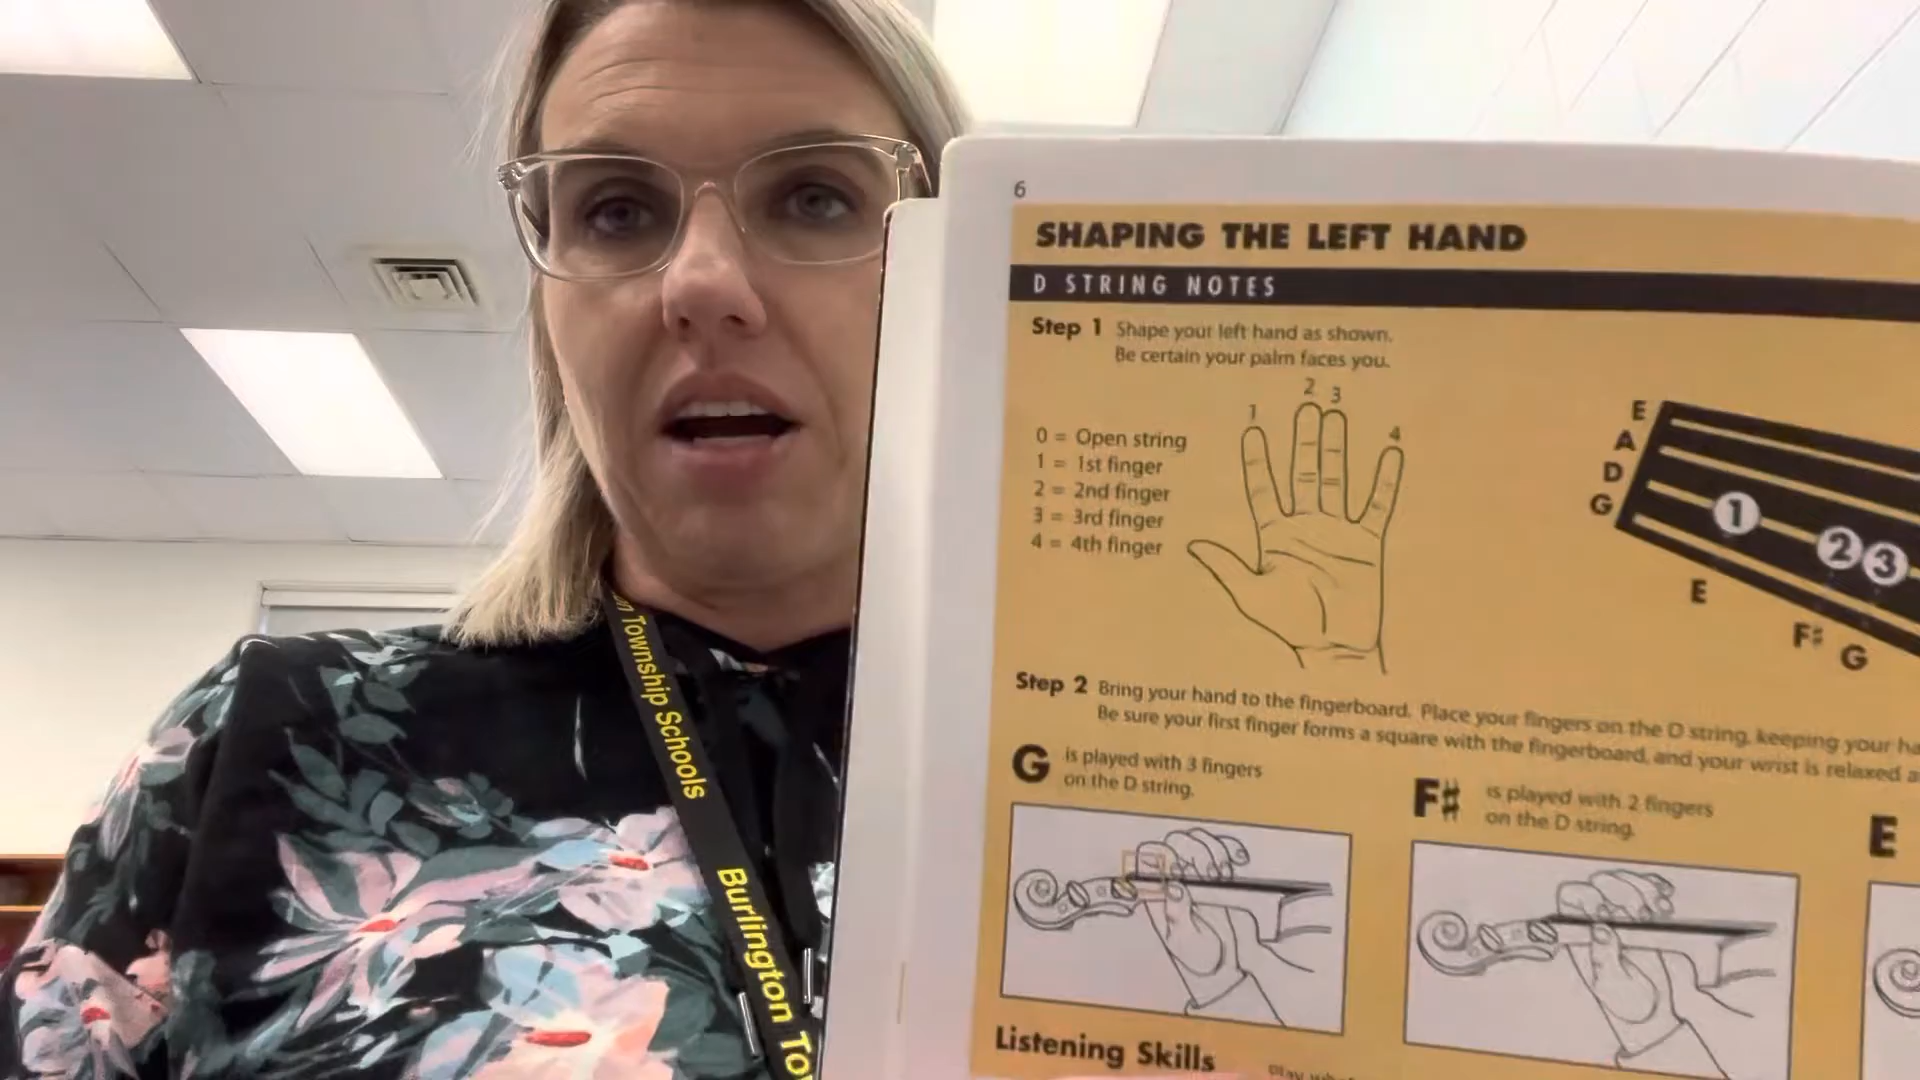 6
SHAPING THE LEFT HAND
D STRING NOTES
Step 1 Shape your left hand as shown.
Be certain your palm faces you.
0 = Open string
1 = 1st finger
2 = 2nd finger
3 = 3rd finger
4 = 4th finger
1
2
3
4
E
A
D
G
1
2
3
E
F♯
G
Step 2 Bring your hand to the fingerboard. Place your fingers on the D string, keeping your
Be sure your first finger forms a square with the fingerboard, and your wrist is relaxed
G is played with 3 fingers
on the D string.
F♯ is played with 2 fingers
on the D string.
E
Listening Skills
Play
Township Schools
Burlington